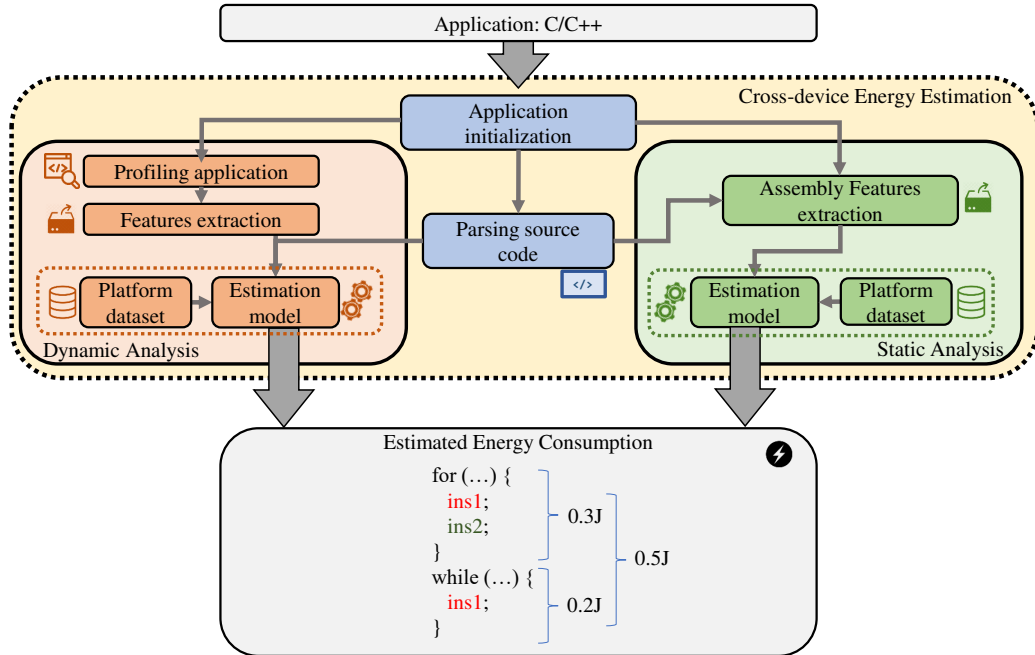 Application: C/C++
Cross-device Energy Estimation
Application
initialization
Profiling application
Features extraction
Platform
dataset
Estimation
model
Dynamic Analysis
Parsing source
code
</>
</>
Assembly Features
extraction
Estimation
model
Platform
dataset
Static Analysis
Estimated Energy Consumption
for (…) {
ins1;
ins2;
}
while (…) {
ins1;
}
0.3J
0.2J
0.5J